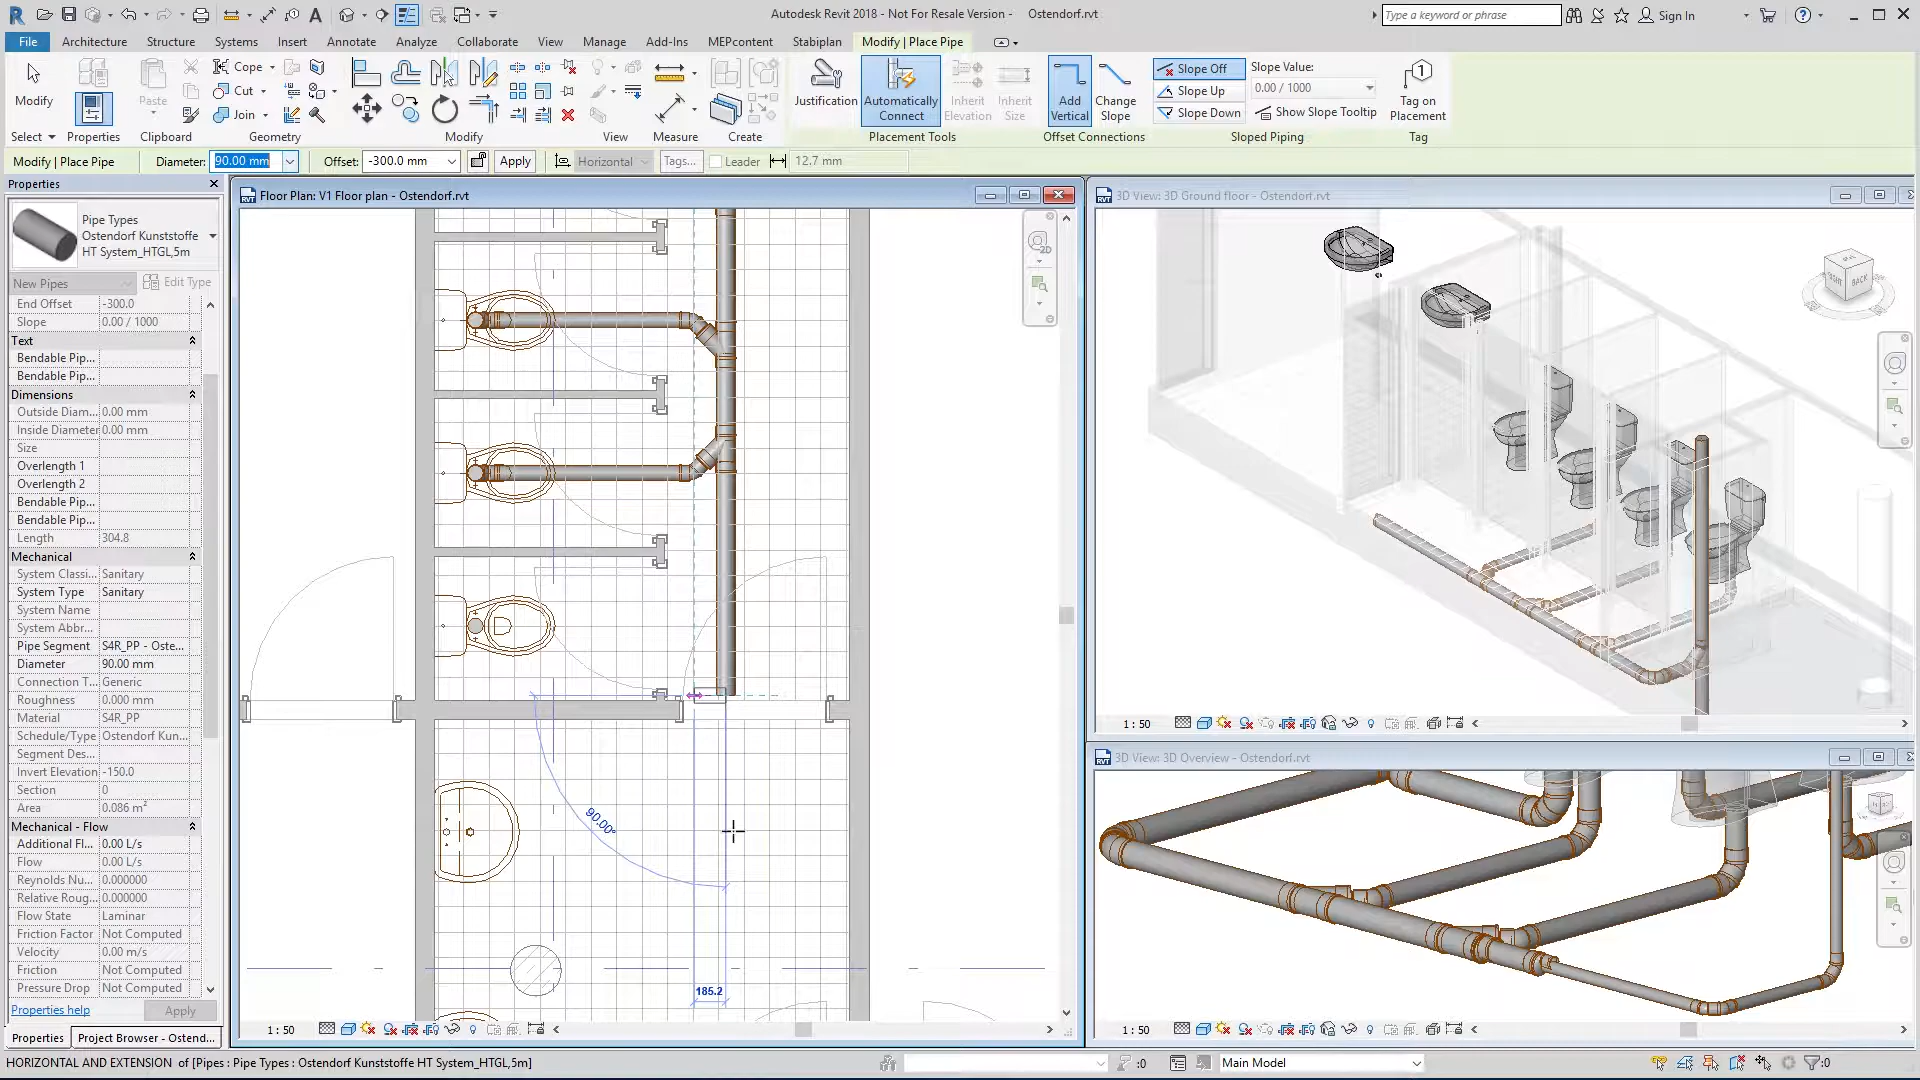 Autodesk Revit 2018 - Not For Resale Version -    Ostendorf.rvt
Type a keyword or phrase
Sign In
File Architecture Structure Systems Insert Annotate Analyze Collaborate View Manage Add-Ins MEPcontent Stabiplan Modify | Place Pipe
Modify
Select
Properties
Paste
Clipboard
Cope
Cut
Join
Geometry
Modify
View
Measure
Create
Justification
Automatically
Connect
Inherit
Elevation
Inherit
Size
Placement Tools
Add
Vertical
Change
Slope
Offset Connections
Slope Off
Slope Up
Slope Down
Slope Value:
0.00 / 1000
Show Slope Tooltip
Sloped Piping
1
Tag on
Placement
Tag
Modify | Place Pipe Diameter: 90.00 mm Offset: -300.0 mm Apply Horizontal Tags... Leader 12.7 mm
Properties
Pipe Types
Ostendorf Kunststoffe
HT System_HTGL,5m
New Pipes Edit Type
End Offset -300.0
Slope 0.00 / 1000
Text
Bendable Pip...
Bendable Pip...
Dimensions
Outside Diam... 0.00 mm
Inside Diameter 0.00 mm
Size
Overlength 1
Overlength 2
Bendable Pip...
Bendable Pip...
Length 304.8
Mechanical
System Classi... Sanitary
System Type Sanitary
System Name
System Abbr...
Pipe Segment S4R_PP - Oste...
Diameter 90.00 mm
Connection T... Generic
Roughness 0.000 mm
Material S4R_PP
Schedule/Type Ostendorf Kun...
Segment Des...
Invert Elevation -150.0
Section 0
Area 0.086 m²
Mechanical - Flow
Additional Fl... 0.00 L/s
Flow 0.00 L/s
Reynolds Nu... 0.000000
Relative Roug... 0.000000
Flow State Laminar
Friction Factor Not Computed
Velocity 0.00 m/s
Friction Not Computed
Pressure Drop Not Computed
Properties help Apply
Properties Project Browser - Ostend...
Floor Plan: V1 Floor plan - Ostendorf.rvt
2D
90.00°
185.2
1 : 50
3D View: 3D Ground floor - Ostendorf.rvt
BACK
1 : 50
3D View: 3D Overview - Ostendorf.rvt
1 : 50
HORIZONTAL AND EXTENSION of [Pipes : Pipe Types : Ostendorf Kunststoffe HT System_HTGL,5m]
:0
Main Model
:0